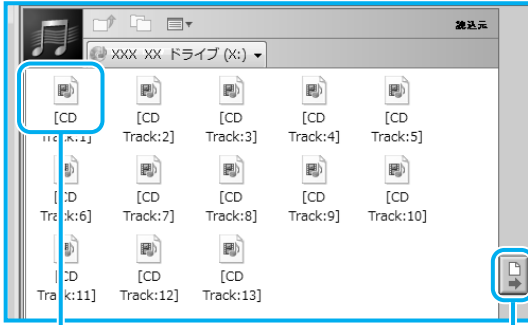 読込元
XXX XX ドライブ (X:)
[CD [CD [CD [CD [CD
Track:1] Track:2] Track:3] Track:4] Track:5]
[CD [CD [CD [CD [CD
Track:6] Track:7] Track:8] Track:9] Track:10]
[CD [CD [CD
Track:11] Track:12] Track:13]